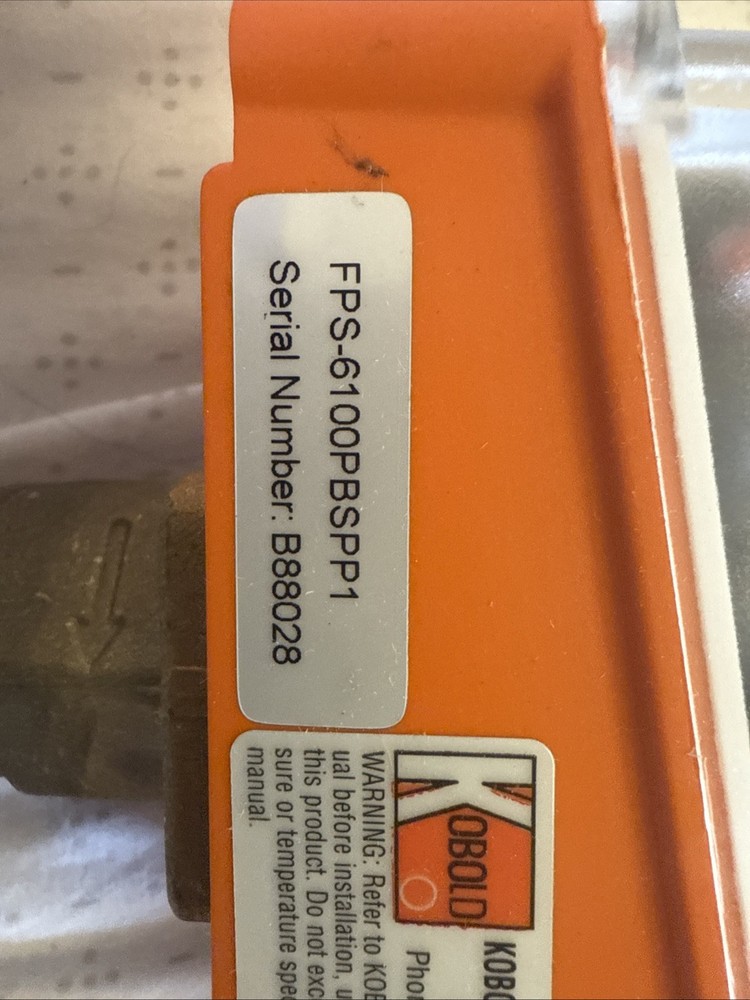 FPS-6100PBSPP1
Serial Number: B88028
KOBOLD
WARNING: Refer to
ual before installation,
this product. Do not
sure or temperature
manual.